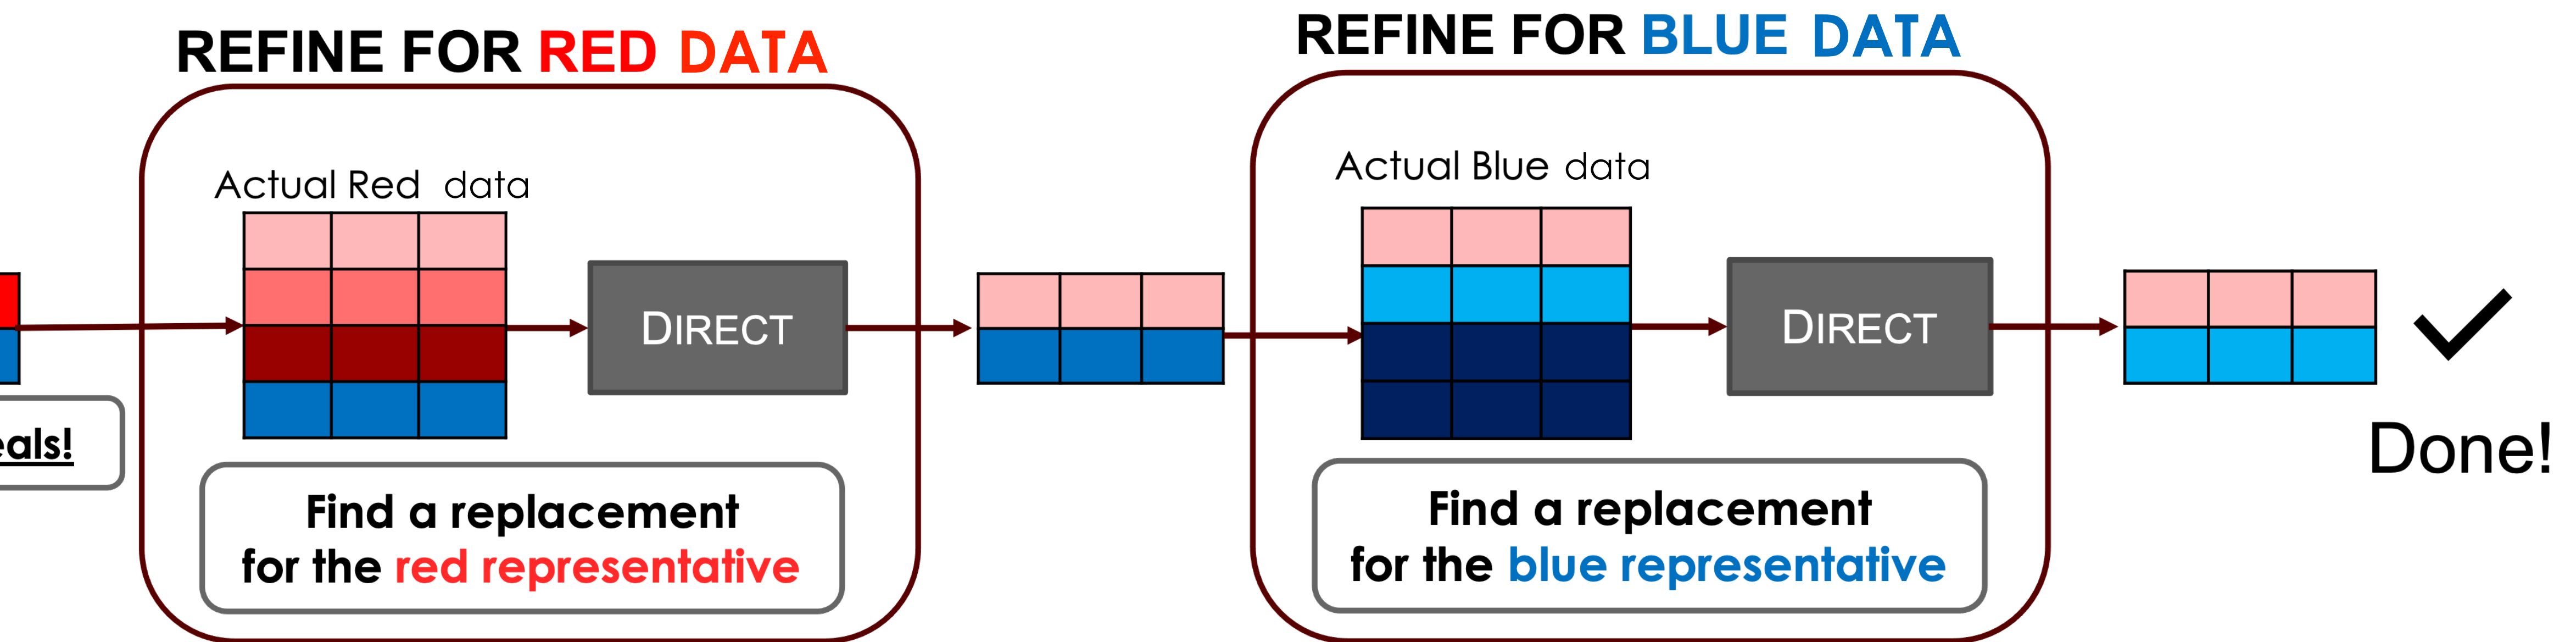 REFINE FOR RED DATA
Actual Red data
DIRECT
Find a replacement
for the red representative
REFINE FOR BLUE DATA
Actual Blue data
DIRECT
Find a replacement
for the blue representative
Done!